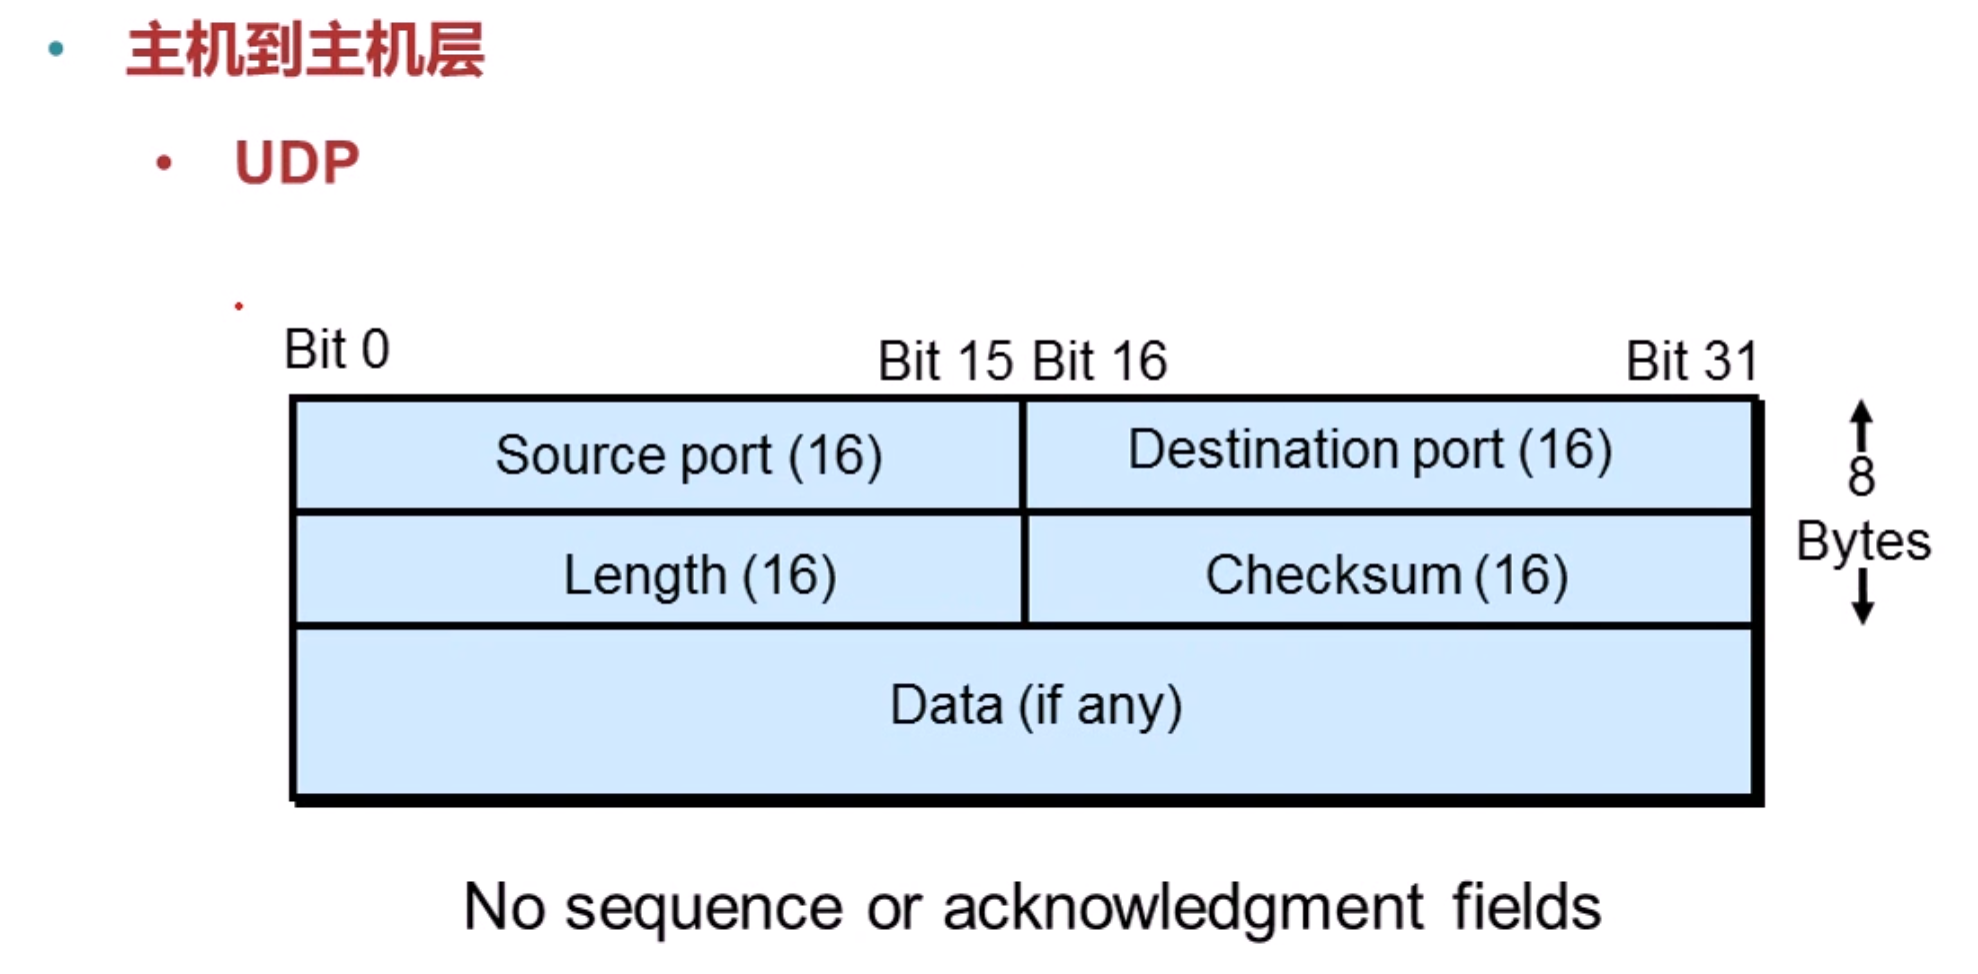 主机到主机层
UDP
Bit 0 Bit 15 Bit 16 Bit 31
Source port (16) Destination port (16)
8
Bytes
Length (16) Checksum (16)
Data (if any)
No sequence or acknowledgment fields